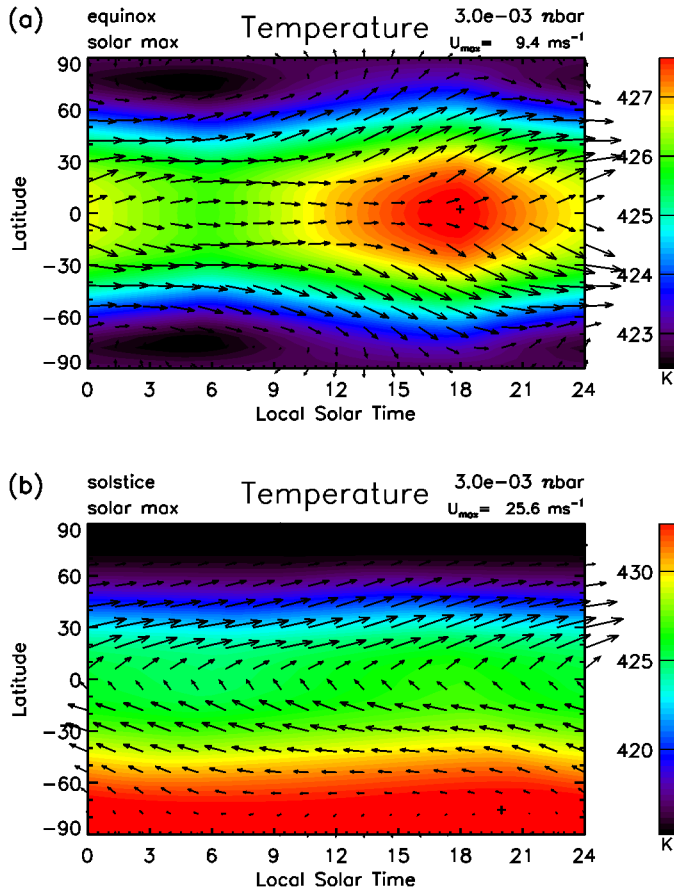 (a) equinox Temperature 3.0e-03 nbar
solar max Umax= 9.4 ms⁻¹
90
60
30
0
-30
-60
-90
Latitude
0 3 6 9 12 15 18 21 24
Local Solar Time
427
426
425
424
423
K
(b) solstice Temperature 3.0e-03 nbar
solar max Umax= 25.6 ms⁻¹
90
60
30
0
-30
-60
-90
Latitude
0 3 6 9 12 15 18 21 24
Local Solar Time
430
425
420
K